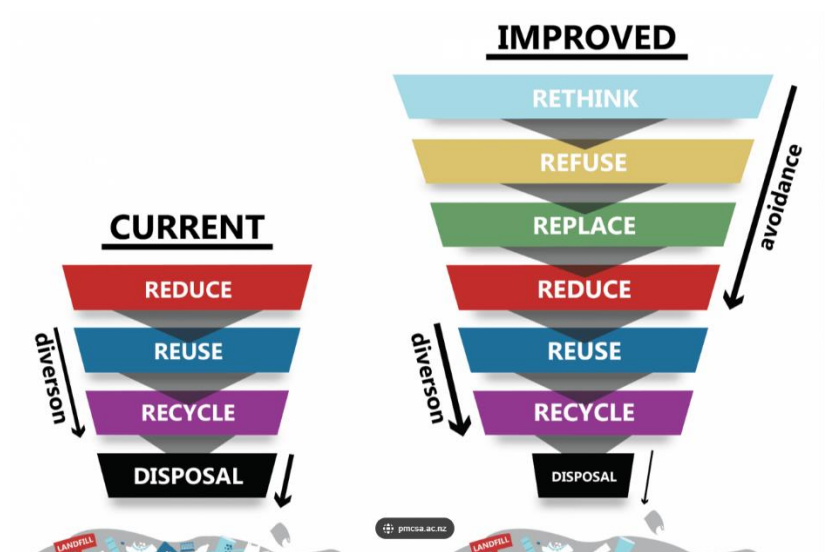 CURRENT
REDUCE
REUSE
RECYCLE
DISPOSAL
diverson
LANDFILL
IMPROVED
RETHINK
REFUSE
REPLACE
REDUCE
REUSE
RECYCLE
DISPOSAL
avoidance
diverson
LANDFILL
pmcsa.ac.nz